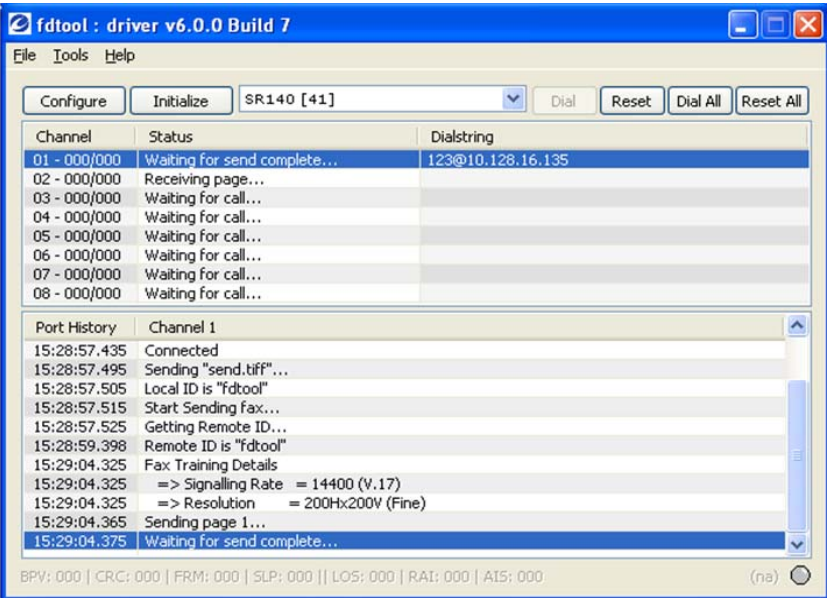 fdtool : driver v6.0.0 Build 7
File Tools Help
Configure Initialize SR140 [41] Dial Reset Dial All Reset All
Channel Status Dialstring
01 - 000/000 Waiting for send complete... 123@10.128.16.135
02 - 000/000 Receiving page...
03 - 000/000 Waiting for call...
04 - 000/000 Waiting for call...
05 - 000/000 Waiting for call...
06 - 000/000 Waiting for call...
07 - 000/000 Waiting for call...
08 - 000/000 Waiting for call...
Port History Channel 1
15:28:57.435 Connected
15:28:57.495 Sending "send.tiff"...
15:28:57.505 Local ID is "fdtool"
15:28:57.515 Start Sending fax...
15:28:57.525 Getting Remote ID...
15:28:59.398 Remote ID is "fdtool"
15:29:04.325 Fax Training Details
15:29:04.325 => Signalling Rate = 14400 (V.17)
15:29:04.325 => Resolution = 200Hx200V (Fine)
15:29:04.365 Sending page 1...
15:29:04.375 Waiting for send complete...
BPV: 000 | CRC: 000 | FRM: 000 | SLP: 000 || LOS: 000 | RAI: 000 | AIS: 000 (na)